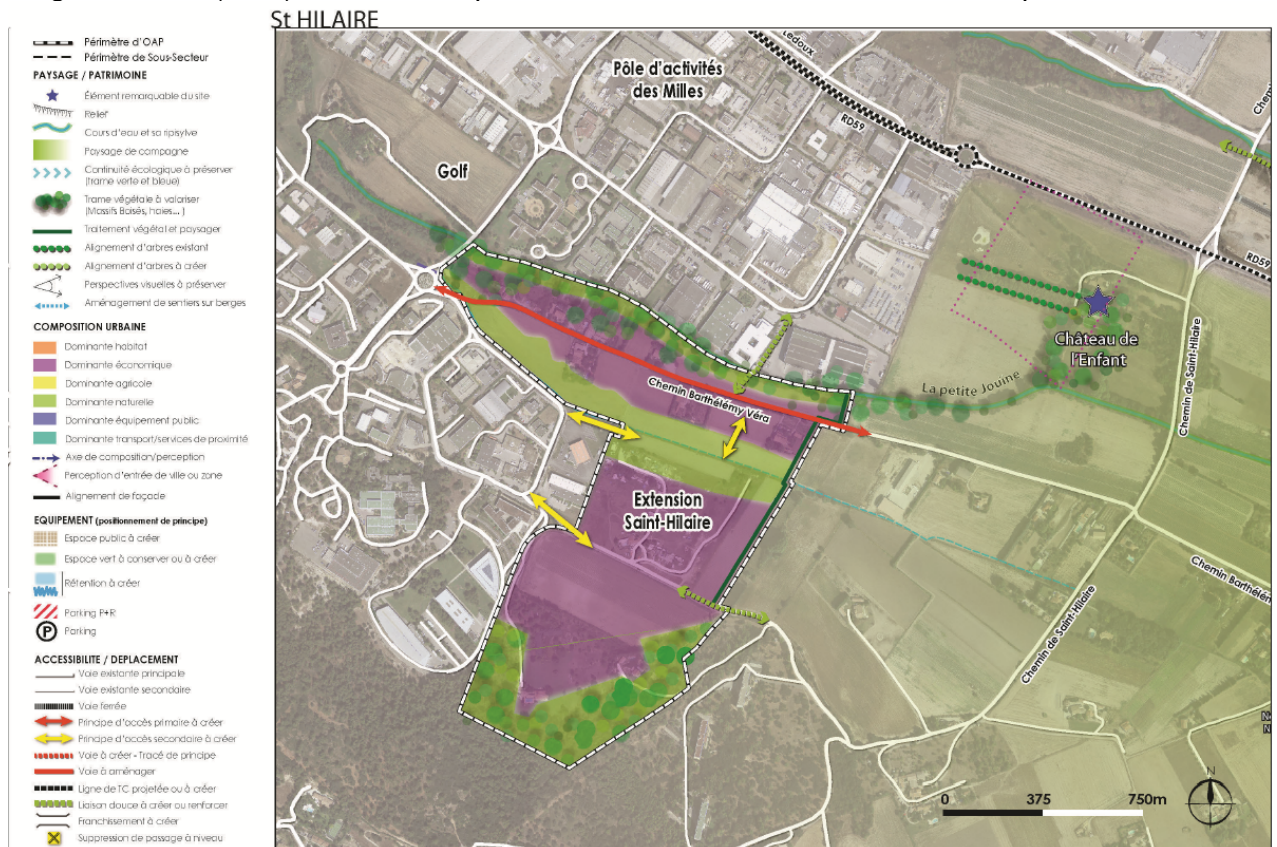 St HILAIRE
Périmètre d'OAP
Périmètre de Sous-Secteur
PAYSAGE / PATRIMOINE
Élément remarquable du site
Relief
Cours d'eau et sa ripisylve
Paysage de campagne
Continuité écologique à préserver
(trame verte et bleue)
Trame végétale à valoriser
(Massifs Boisés, haies... )
Traitement végétal et paysager
Alignement d'arbres existant
Alignement d'arbres à créer
Perspectives visuelles à préserver
Aménagement de sentiers sur berges
COMPOSITION URBAINE
Dominante habitat
Dominante économique
Dominante agricole
Dominante naturelle
Dominante équipement public
Dominante transport/services de proximité
Axe de composition/perception
Perception d'entrée de ville ou zone
Alignement de façade
EQUIPEMENT (positionnement de principe)
Espace public à créer
Espace vert à conserver ou à créer
Rétention à créer
Parking P+R
P Parking
ACCESSIBILITE / DEPLACEMENT
Voie existante principale
Voie existante secondaire
Voie ferrée
Principe d'accès primaire à créer
Principe d'accès secondaire à créer
Voie à créer - Tracé de principe
Voie à aménager
Ligne de TC projetée ou à créer
Liaison douce à créer ou renforcer
Franchissement à créer
Suppression de passage à niveau
Ledoux
Pôle d'activités
des Milles
RD59
Golf
RD59
Château de
l'Enfant
La petite Jouine
Chemin de Saint-Hilaire
Chemin Barthélémy Véra
Extension
Saint-Hilaire
Chemin Barthélém
Chemin de Saint-Hilaire
N
0 375 750m